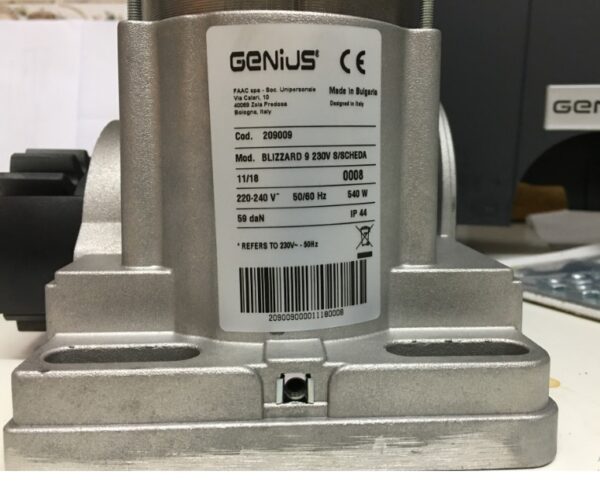 GENIUS CE
FAAC spa - Soc. Unipersonale
Via Calari, 10
40069 Zola Predosa
Bologna, Italy
Made in Bulgaria
Designed in Italy
Cod. 209009
Mod. BLIZZARD 9 230V S/SCHEDA
11/18 0008
220-240 V~ 50/60 Hz 540 W
59 daN IP 44
* REFERS TO 230V~ - 50Hz
209009000011180008
GEN